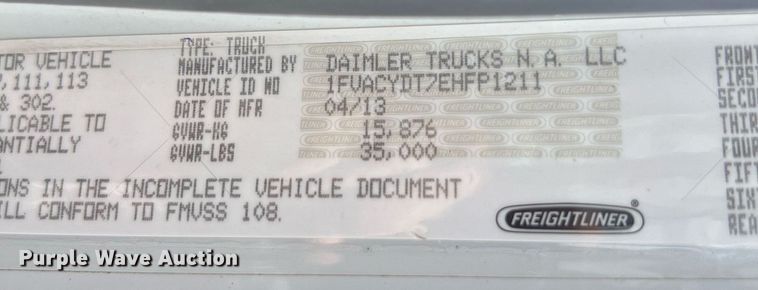 TOR VEHICLE
, 111, 113
& 302.
LICABLE TO
ANTIALLY
TYPE: TRUCK
MANUFACTURED BY DAIMLER TRUCKS N.A. LLC
VEHICLE ID NO 1FVACYDT7EHFP1211
DATE OF MFR 04/13
GVWR-KG 15,876
GVWR-LBS 35,000
ONS IN THE INCOMPLETE VEHICLE DOCUMENT
ILL CONFORM TO FMVSS 108.
FREIGHTLINER®
FRONT
FIRST
SECO
THIR
FOUR
FIFT
SIXT
REA
Purple Wave Auction